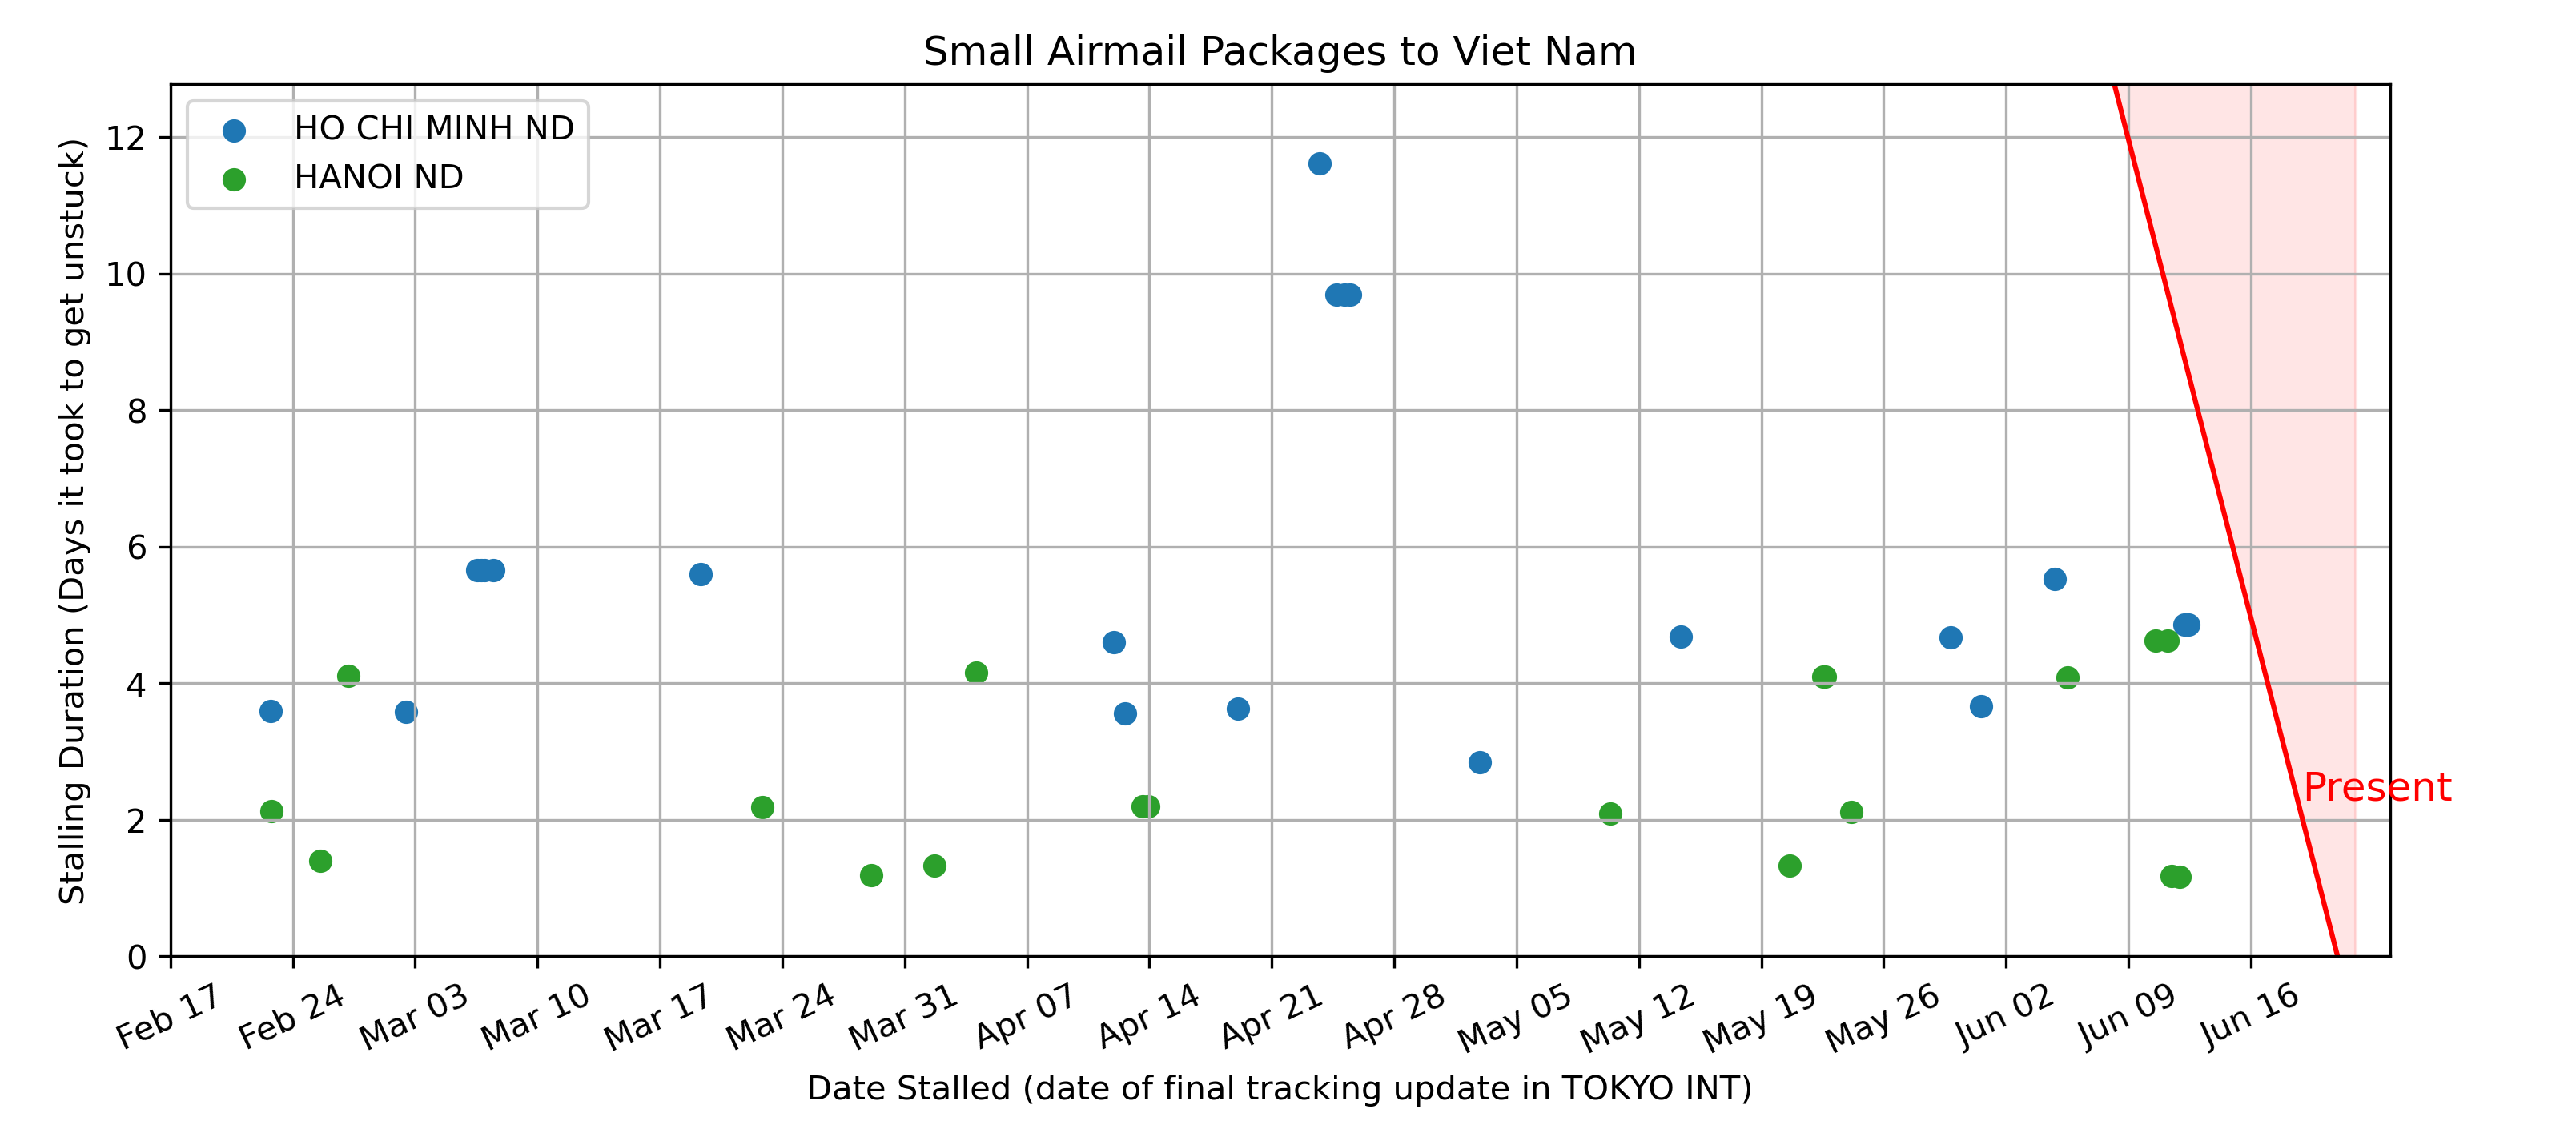 Small Airmail Packages to Viet Nam
HO CHI MINH ND
HANOI ND
Stalling Duration (Days it took to get unstuck)
12
10
8
6
4
2
0
Present
Feb 17
Feb 24
Mar 03
Mar 10
Mar 17
Mar 24
Mar 31
Apr 07
Apr 14
Apr 21
Apr 28
May 05
May 12
May 19
May 26
Jun 02
Jun 09
Jun 16
Date Stalled (date of final tracking update in TOKYO INT)